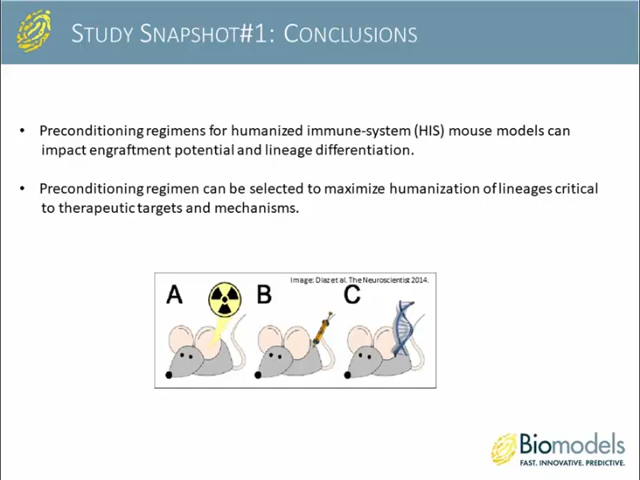 STUDY SNAPSHOT#1: CONCLUSIONS
• Preconditioning regimens for humanized immune-system (HIS) mouse models can
impact engraftment potential and lineage differentiation.
• Preconditioning regimen can be selected to maximize humanization of lineages critical
to therapeutic targets and mechanisms.
Image: Diaz et al. The Neuroscientist 2014.
A B C
Biomodels
FAST. INNOVATIVE. PREDICTIVE.